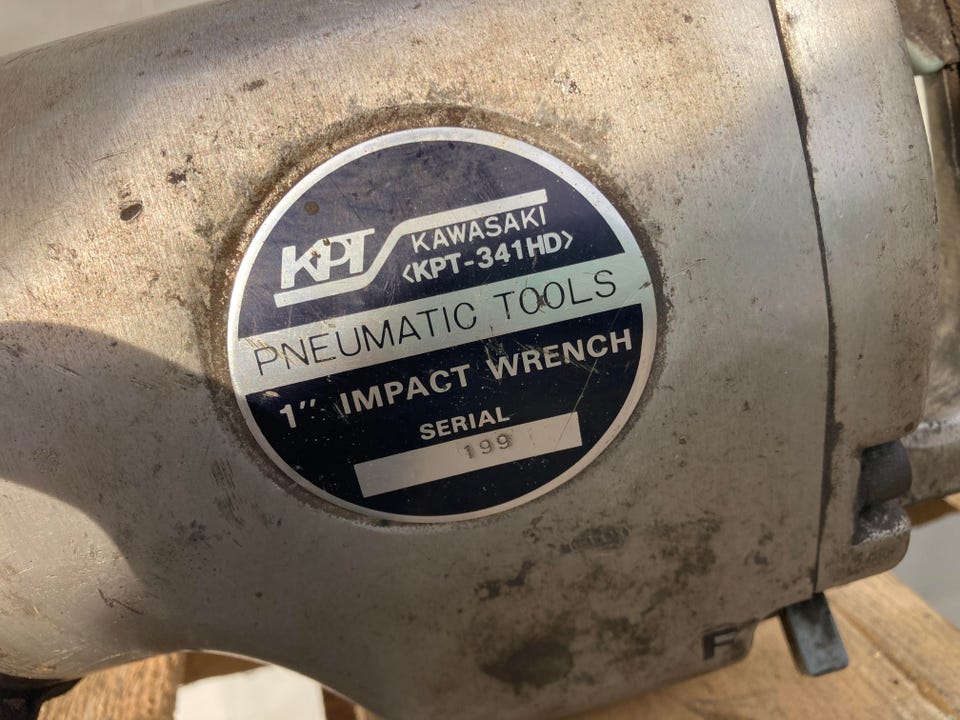 KPT KAWASAKI
<KPT-341HD>
PNEUMATIC TOOLS
1" IMPACT WRENCH
SERIAL
199
F